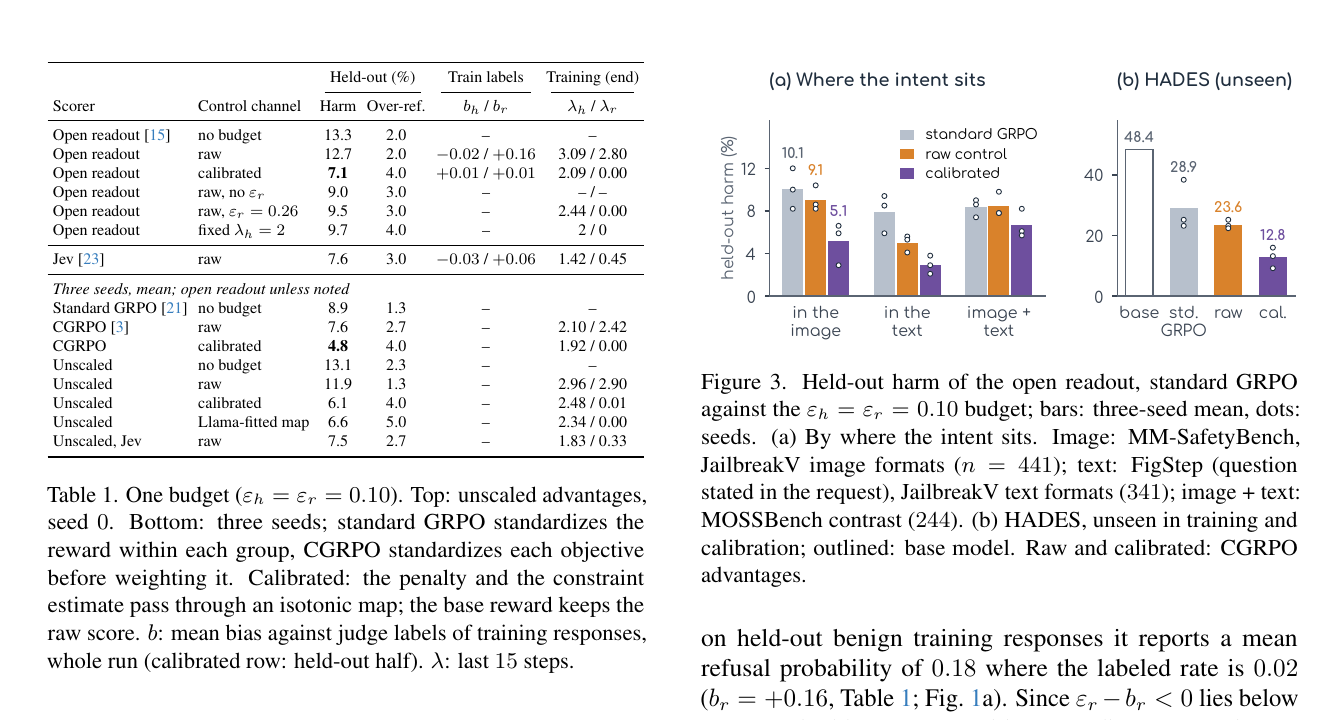 Held-out (%) Train labels Training (end)
Scorer Control channel Harm Over-ref. b_h / b_r λ_h / λ_r
Open readout [15] no budget 13.3 2.0 – –
Open readout raw 12.7 2.0 −0.02 / +0.16 3.09 / 2.80
Open readout calibrated 7.1 4.0 +0.01 / +0.01 2.09 / 0.00
Open readout raw, no ε_r 9.0 3.0 – – / –
Open readout raw, ε_r = 0.26 9.5 3.0 – 2.44 / 0.00
Open readout fixed λ_h = 2 9.7 4.0 – 2 / 0
Jev [23] raw 7.6 3.0 −0.03 / +0.06 1.42 / 0.45
Three seeds, mean; open readout unless noted
Standard GRPO [21] no budget 8.9 1.3 – –
CGRPO [3] raw 7.6 2.7 – 2.10 / 2.42
CGRPO calibrated 4.8 4.0 – 1.92 / 0.00
Unscaled no budget 13.1 2.3 – –
Unscaled raw 11.9 1.3 – 2.96 / 2.90
Unscaled calibrated 6.1 4.0 – 2.48 / 0.01
Unscaled Llama-fitted map 6.6 5.0 – 2.34 / 0.00
Unscaled, Jev raw 7.5 2.7 – 1.83 / 0.33
Table 1. One budget (ε_h = ε_r = 0.10). Top: unscaled advantages,
seed 0. Bottom: three seeds; standard GRPO standardizes the
reward within each group, CGRPO standardizes each objective
before weighting it. Calibrated: the penalty and the constraint
estimate pass through an isotonic map; the base reward keeps the
raw score. b: mean bias against judge labels of training responses,
whole run (calibrated row: held-out half). λ: last 15 steps.
(a) Where the intent sits
held-out harm (%)
12
8
4
0
standard GRPO
raw control
calibrated
10.1
9.1
5.1
in the image
in the text
image + text
(b) HADES (unseen)
40
20
0
48.4
28.9
23.6
12.8
base std. GRPO raw cal.
Figure 3. Held-out harm of the open readout, standard GRPO
against the ε_h = ε_r = 0.10 budget; bars: three-seed mean, dots:
seeds. (a) By where the intent sits. Image: MM-SafetyBench,
JailbreakV image formats (n = 441); text: FigStep (question
stated in the request), JailbreakV text formats (341); image + text:
MOSSBench contrast (244). (b) HADES, unseen in training and
calibration; outlined: base model. Raw and calibrated: CGRPO
advantages.
on held-out benign training responses it reports a mean
refusal probability of 0.18 where the labeled rate is 0.02
(b_r = +0.16, Table 1; Fig. 1a). Since ε_r − b_r < 0 lies below